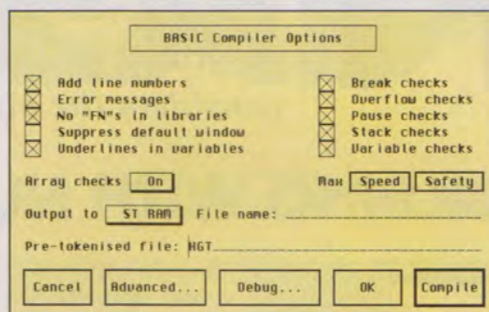 BASIC Compiler Options
Add line numbers
Error messages
No "FN"s in libraries
Suppress default window
Underlines in variables
Break checks
Overflow checks
Pause checks
Stack checks
Variable checks
Array checks On
Max Speed Safety
Output to ST RAM File name:
Pre-tokenised file: HGT
Cancel Advanced... Debug... OK Compile